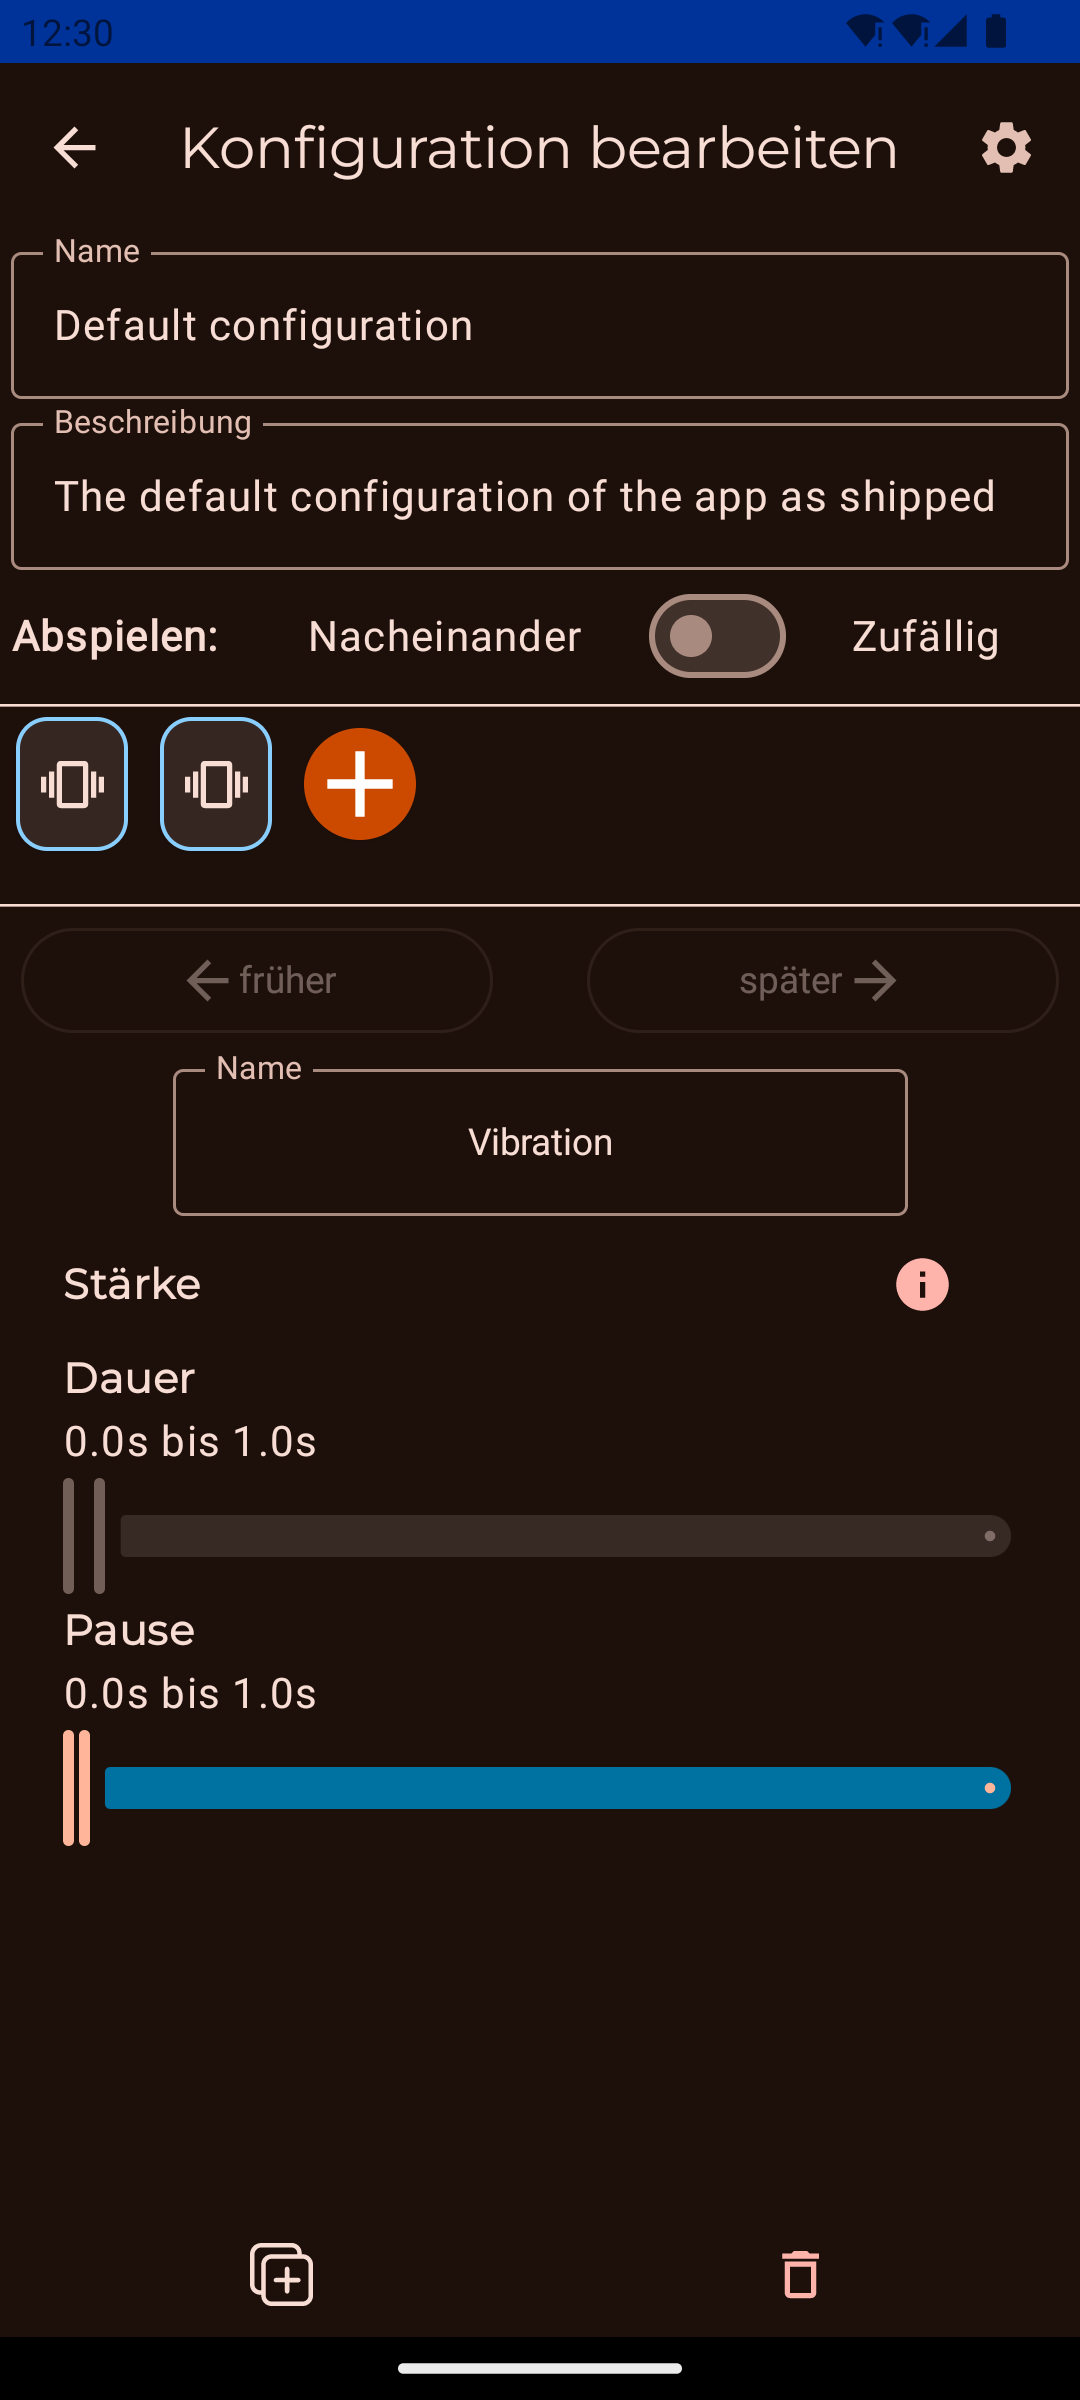 12:30
Konfiguration bearbeiten
Name
Default configuration
Beschreibung
The default configuration of the app as shipped
Abspielen: Nacheinander Zufällig
früher später
Name
Vibration
Stärke
Dauer
0.0s bis 1.0s
Pause
0.0s bis 1.0s